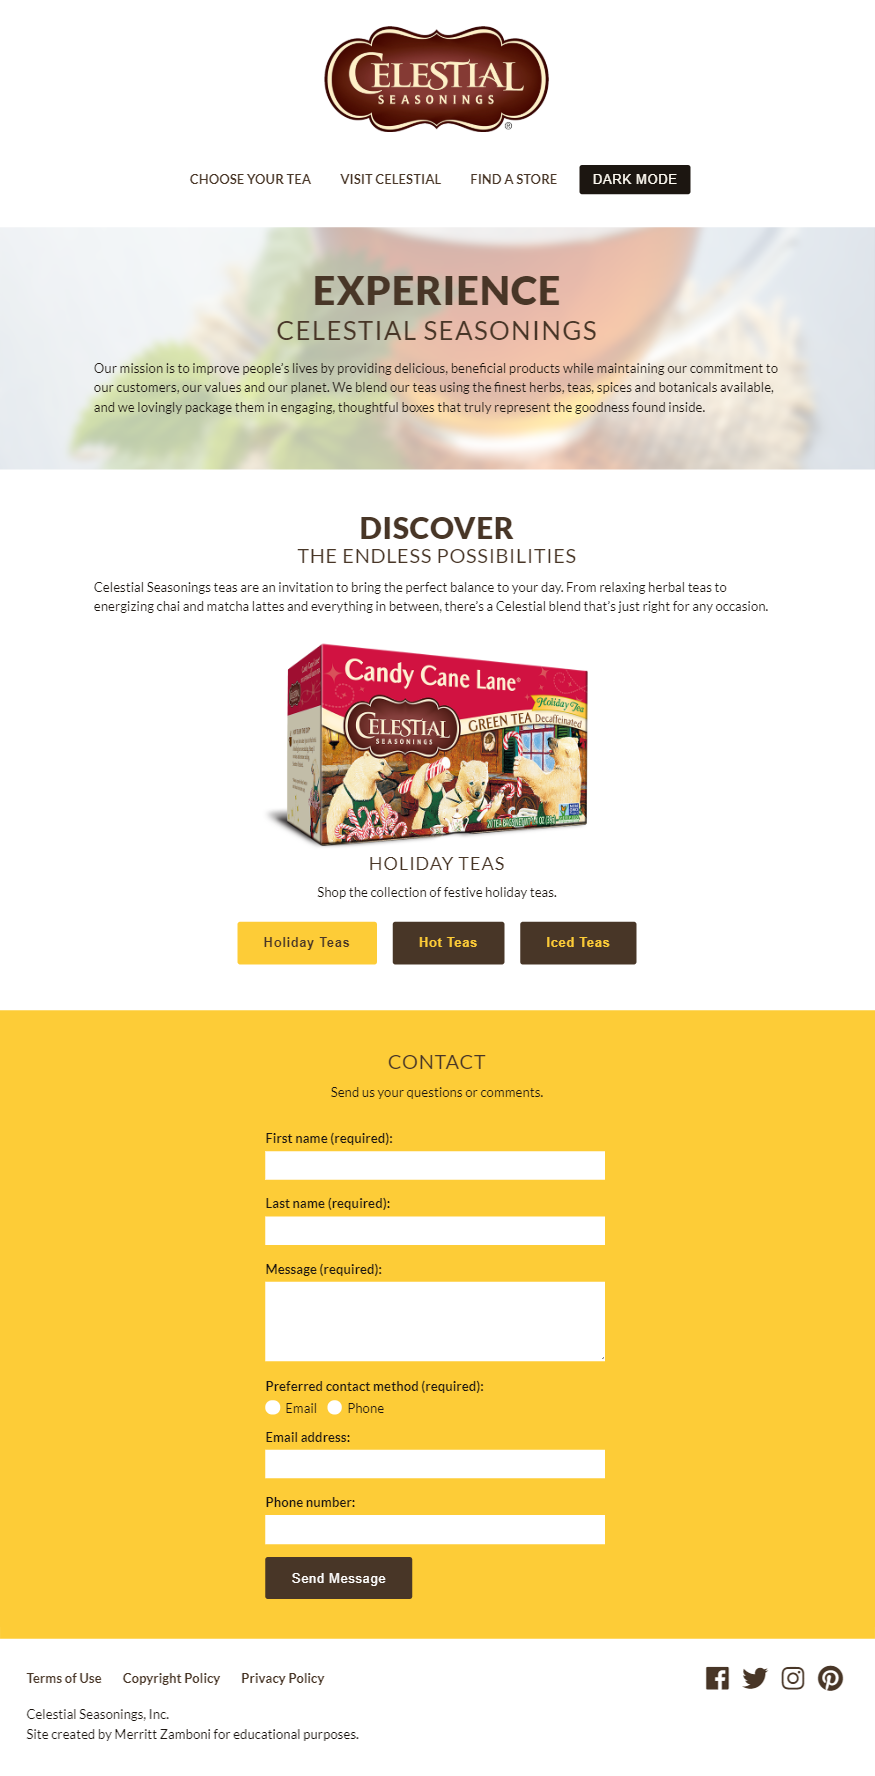 CELESTIAL
SEASONINGS
®
CHOOSE YOUR TEA VISIT CELESTIAL FIND A STORE DARK MODE
EXPERIENCE
CELESTIAL SEASONINGS
Our mission is to improve people's lives by providing delicious, beneficial products while maintaining our commitment to
our customers, our values and our planet. We blend our teas using the finest herbs, teas, spices and botanicals available,
and we lovingly package them in engaging, thoughtful boxes that truly represent the goodness found inside.
DISCOVER
THE ENDLESS POSSIBILITIES
Celestial Seasonings teas are an invitation to bring the perfect balance to your day. From relaxing herbal teas to
energizing chai and matcha lattes and everything in between, there's a Celestial blend that's just right for any occasion.
Candy Cane Lane®
Candy Cane Lane
Holiday Tea
GREEN TEA Decaffeinated
CELESTIAL
SEASONINGS
20 TEA BAGS
HOLIDAY TEAS
Shop the collection of festive holiday teas.
Holiday Teas Hot Teas Iced Teas
CONTACT
Send us your questions or comments.
First name (required):
Last name (required):
Message (required):
Preferred contact method (required):
Email Phone
Email address:
Phone number:
Send Message
Terms of Use Copyright Policy Privacy Policy
Celestial Seasonings, Inc.
Site created by Merritt Zamboni for educational purposes.